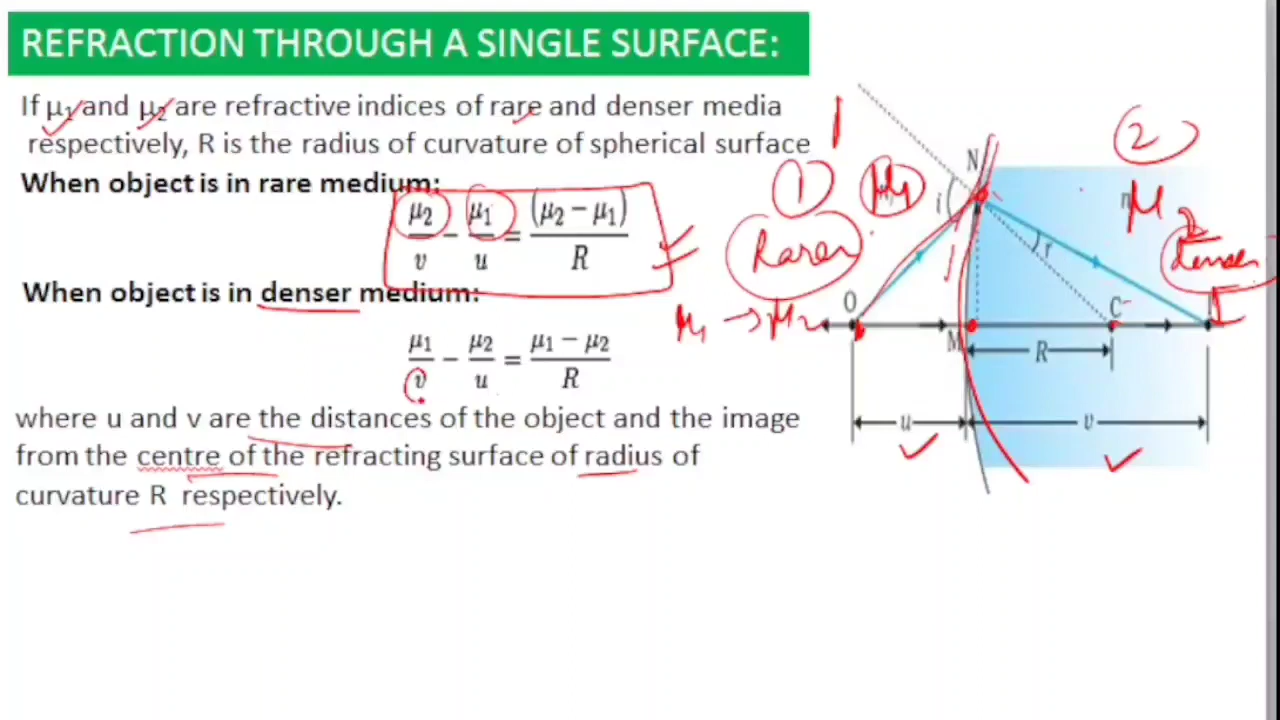 REFRACTION THROUGH A SINGLE SURFACE:
If μ₁ and μ₂ are refractive indices of rare and denser media
respectively, R is the radius of curvature of spherical surface
When object is in rare medium:
μ₂/v − μ₁/u = (μ₂ − μ₁)/R
When object is in denser medium:
μ₁/v − μ₂/u = μ₁ − μ₂/R
where u and v are the distances of the object and the image
from the centre of the refracting surface of radius of
curvature R respectively.
1
2
N
μ₁
i
μ₂
Rarer
r
denser
O
C
I
μ₁ → μ₂
M
R
u
v